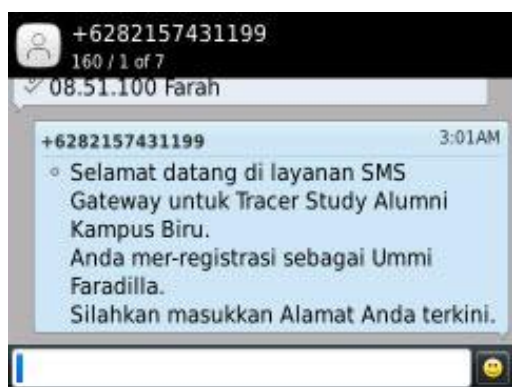 +6282157431199
160 / 1 of 7
08.51.100 Farah
+6282157431199 3:01AM
Selamat datang di layanan SMS
Gateway untuk Tracer Study Alumni
Kampus Biru.
Anda mer-registrasi sebagai Ummi
Faradilla.
Silahkan masukkan Alamat Anda terkini.